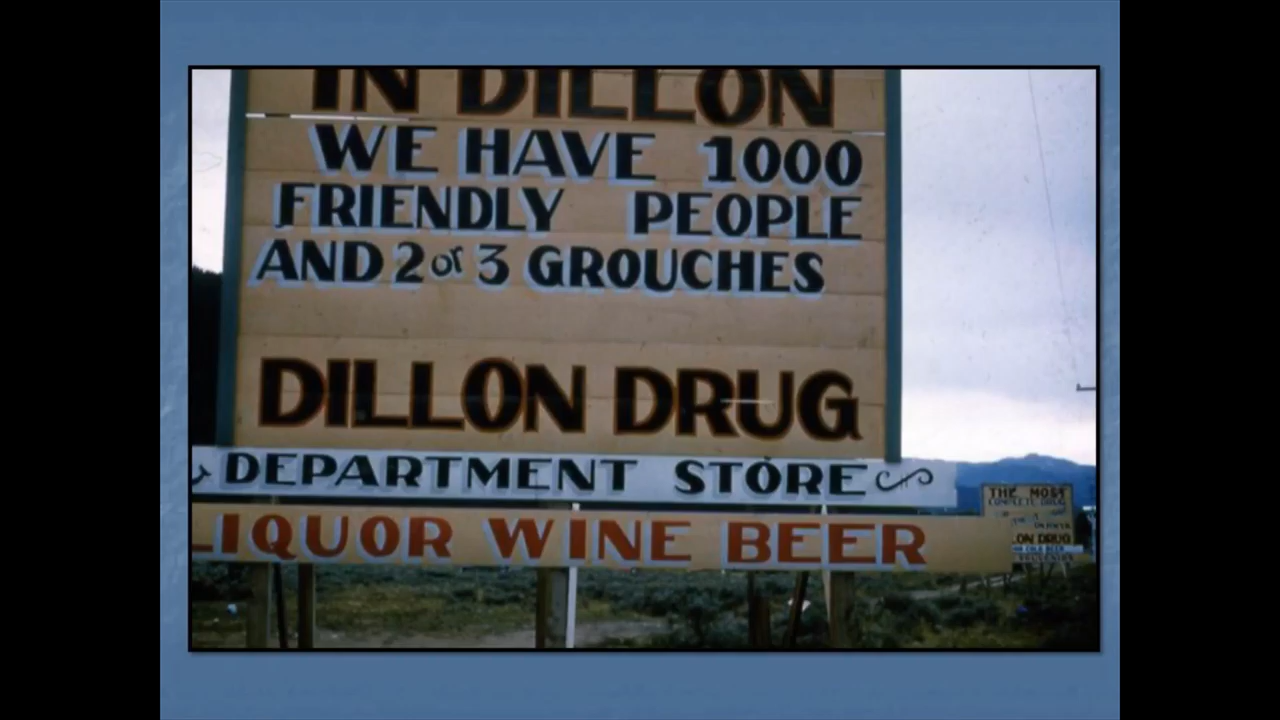 IN DILLON
WE HAVE 1000
FRIENDLY PEOPLE
AND 2 or 3 GROUCHES
DILLON DRUG
DEPARTMENT STORE
LIQUOR WINE BEER
THE MOST
COMPLETE DRUG
LON DRUG